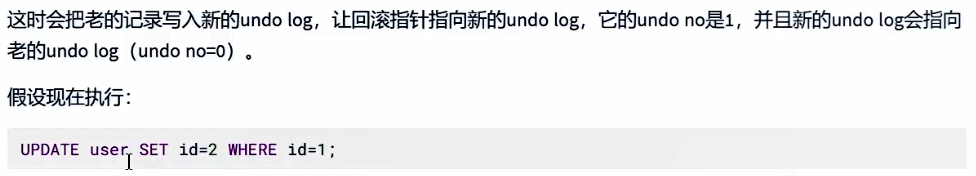 这时会把老的记录写入新的undo log，让回滚指针指向新的undo log，它的undo no是1，并且新的undo log会指向
老的undo log（undo no=0）。
假设现在执行：
UPDATE user SET id=2 WHERE id=1;